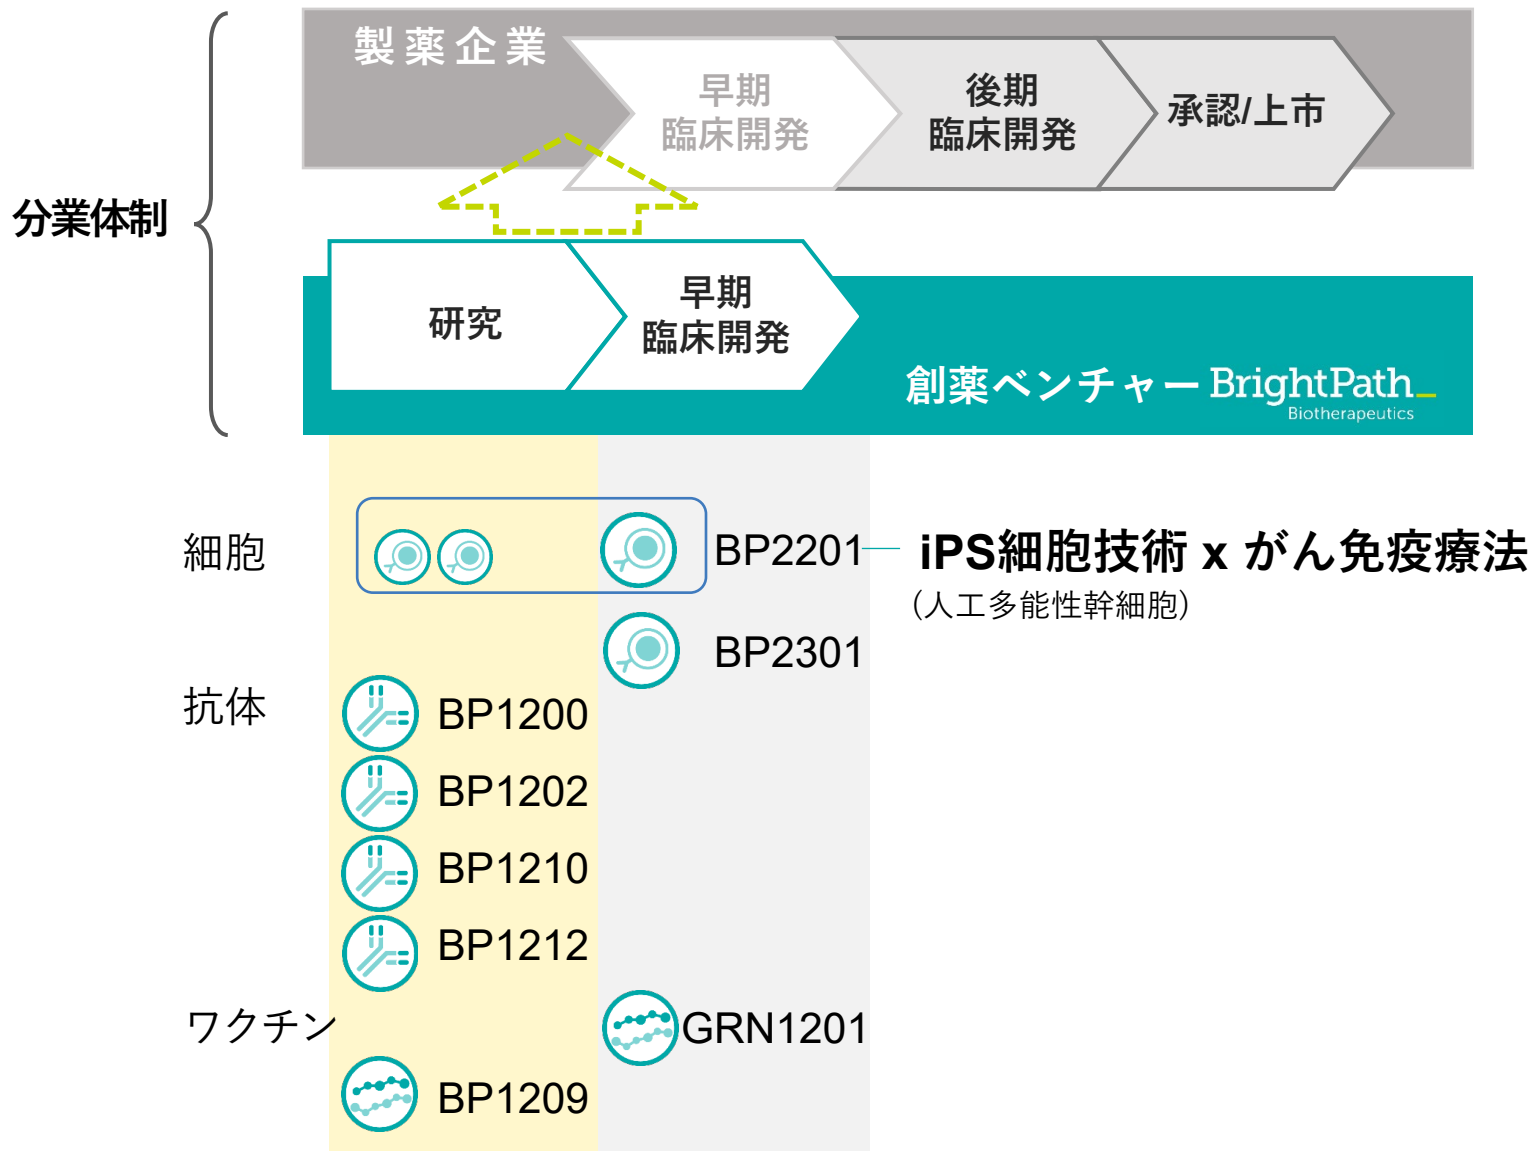 製薬企業
早期
臨床開発
後期
臨床開発
承認/上市
分業体制
研究
早期
臨床開発
創薬ベンチャー BrightPath
Biotherapeutics
細胞
BP2201
iPS細胞技術 x がん免疫療法
(人工多能性幹細胞)
BP2301
抗体
BP1200
BP1202
BP1210
BP1212
ワクチン
GRN1201
BP1209